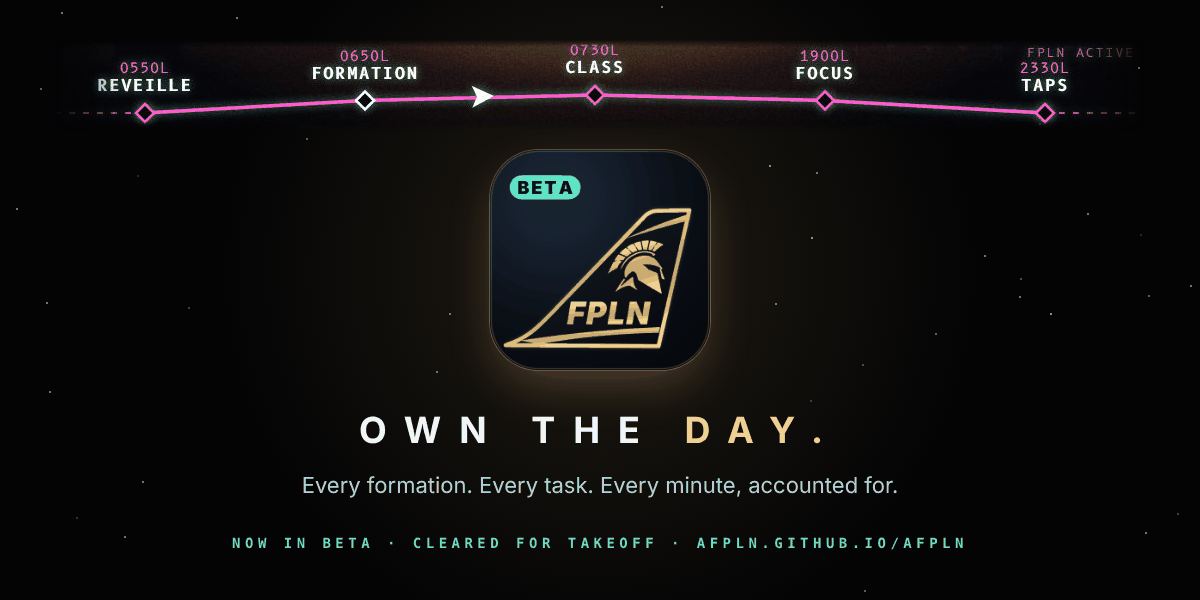 FPLN ACTIVE
0550L
REVEILLE
0650L
FORMATION
0730L
CLASS
1900L
FOCUS
2330L
TAPS
BETA
FPLN
OWN THE DAY.
Every formation. Every task. Every minute, accounted for.
NOW IN BETA · CLEARED FOR TAKEOFF · AFPLN.GITHUB.IO/AFPLN